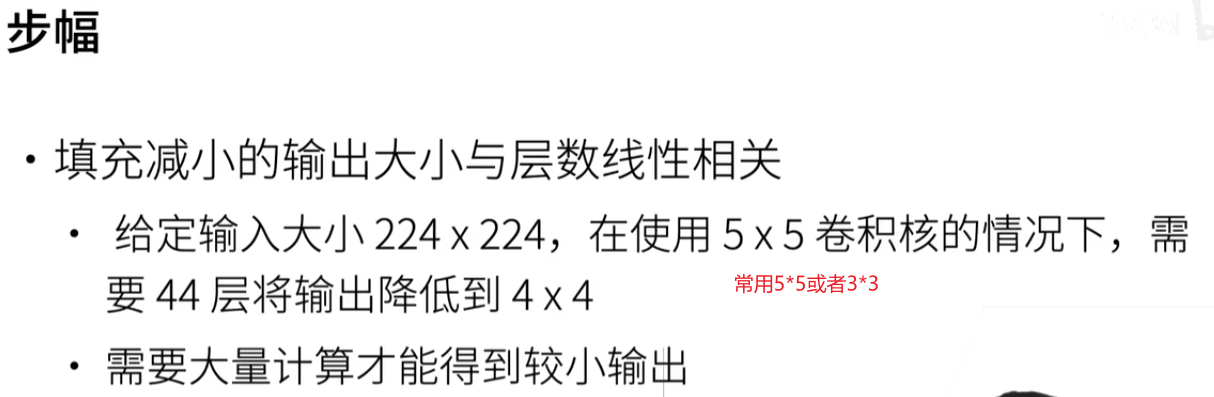 步幅
• 填充减小的输出大小与层数线性相关
• 给定输入大小 224 x 224，在使用 5 x 5 卷积核的情况下，需
要 44 层将输出降低到 4 x 4
常用5*5或者3*3
• 需要大量计算才能得到较小输出